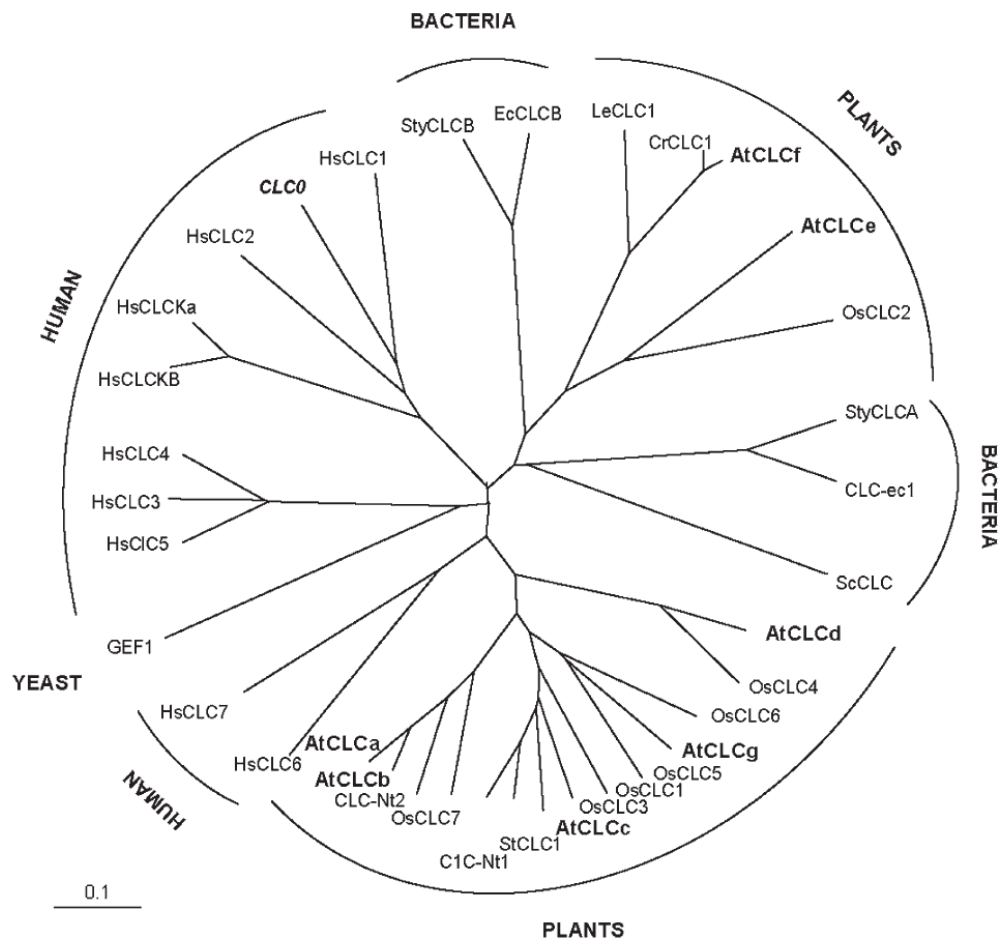 BACTERIA
PLANTS
EcCLCB
LeCLC1
StyCLCB
CrCLC1
AtCLCf
HsCLC1
CLC0
AtCLCe
HsCLC2
HUMAN
HsCLCKa
OsCLC2
HsCLCKB
StyCLCA
HsCLC4
CLC-ec1
BACTERIA
HsCLC3
HsClC5
ScCLC
AtCLCd
GEF1
YEAST
OsCLC4
HsCLC7
OsCLC6
AtCLCa
AtCLCg
HsCLC6
OsCLC5
AtCLCb
OsCLC1
CLC-Nt2
OsCLC3
HUMAN
OsCLC7
AtCLCc
StCLC1
C1C-Nt1
0.1
PLANTS